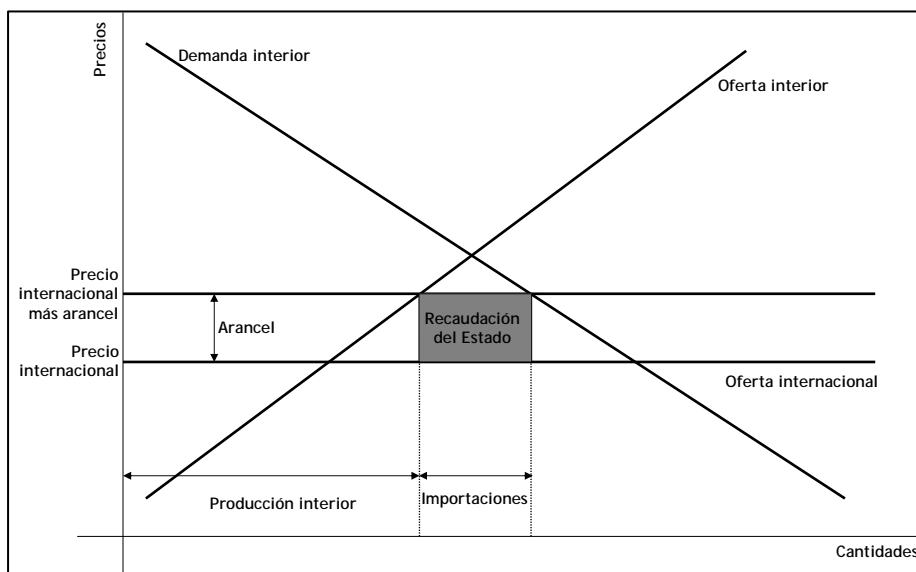 Precios
Demanda interior
Oferta interior
Precio
internacional
más arancel
Arancel
Recaudación
del Estado
Precio
internacional
Oferta internacional
Producción interior
Importaciones
Cantidades